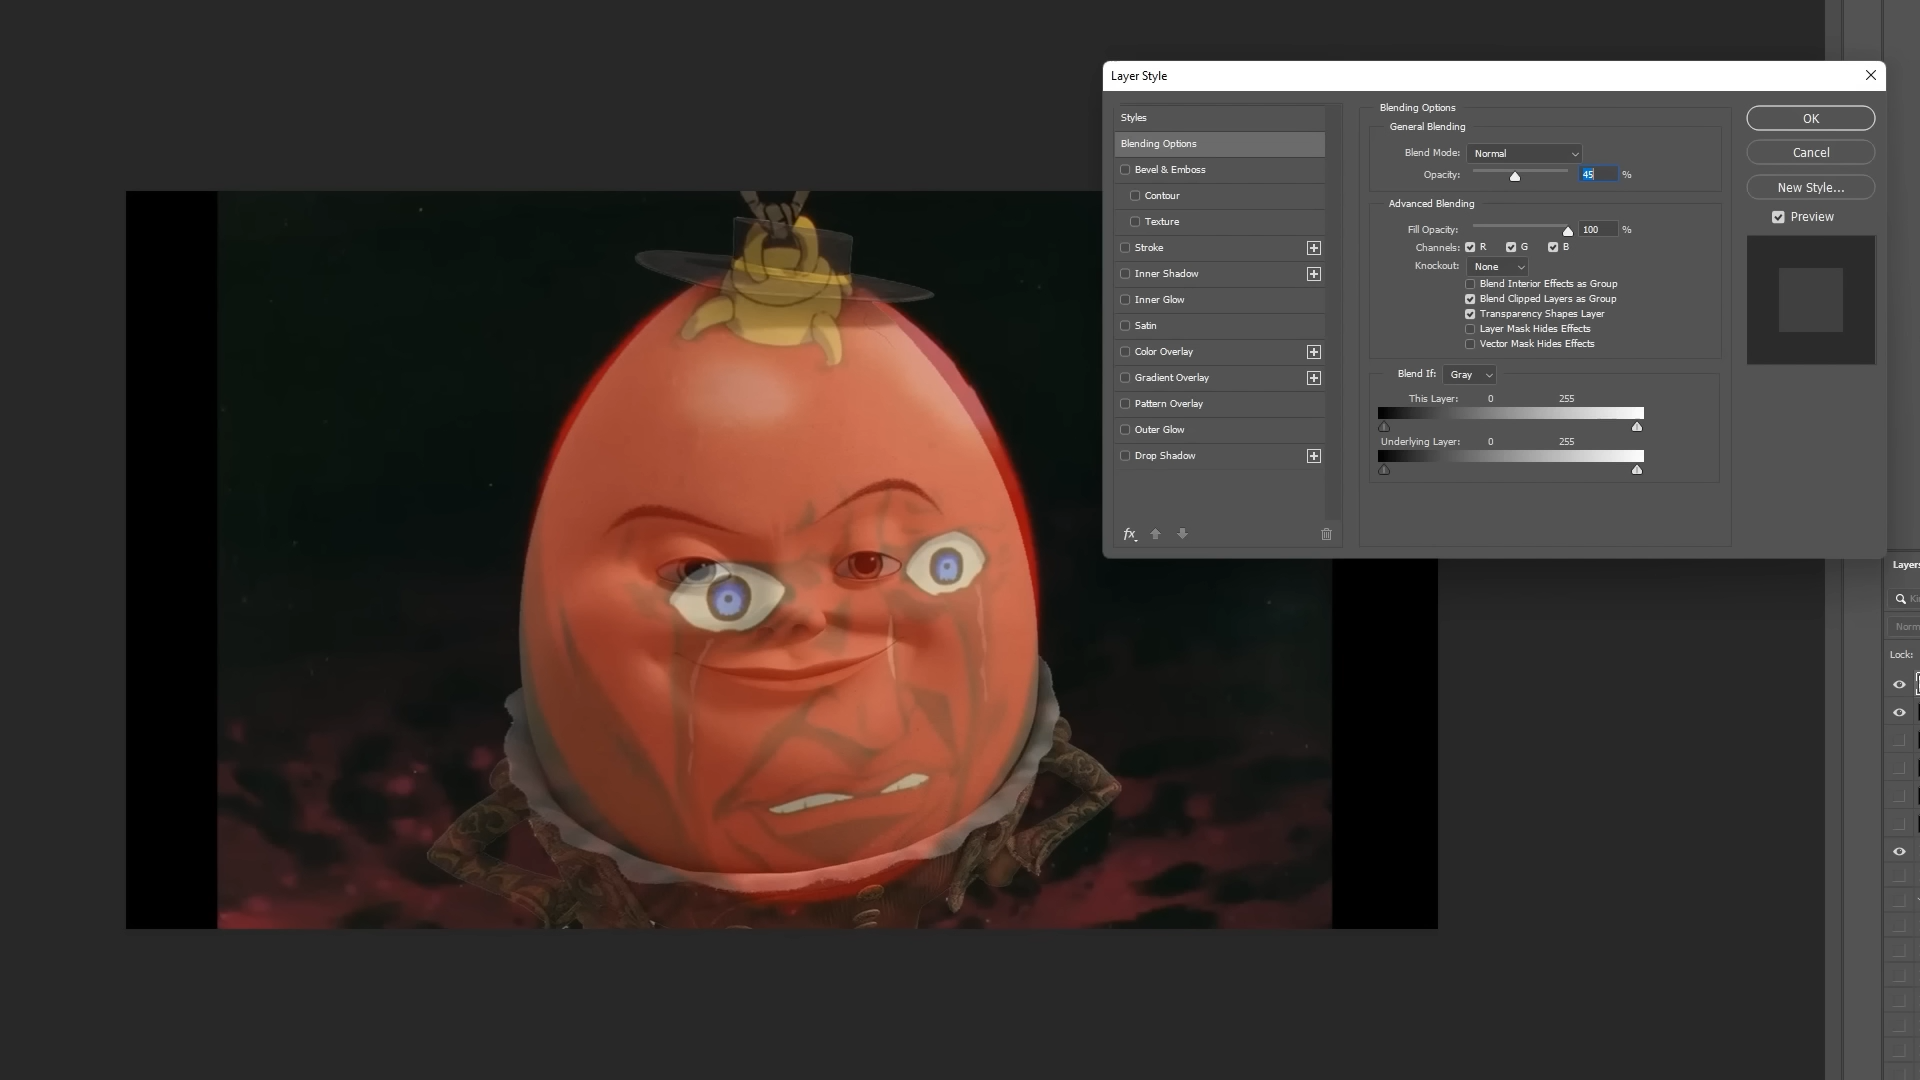 Layer Style
Styles
Blending Options
Bevel & Emboss
Contour
Texture
Stroke
Inner Shadow
Inner Glow
Satin
Color Overlay
Gradient Overlay
Pattern Overlay
Outer Glow
Drop Shadow
fx
Blending Options
General Blending
Blend Mode: Normal
Opacity: 45 %
Advanced Blending
Fill Opacity: 100 %
Channels: R G B
Knockout: None
Blend Interior Effects as Group
Blend Clipped Layers as Group
Transparency Shapes Layer
Layer Mask Hides Effects
Vector Mask Hides Effects
Blend If: Gray
This Layer: 0 255
Underlying Layer: 0 255
OK
Cancel
New Style...
Preview
Layers
Lock: